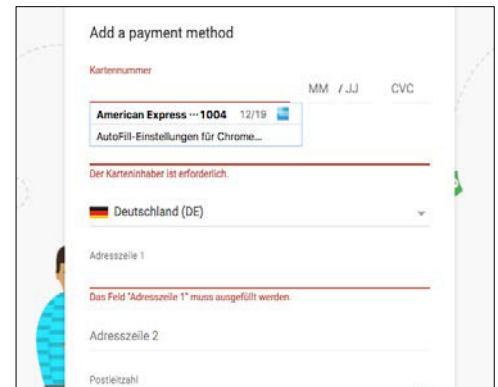 Add a payment method
Kartennummer
MM / JJ CVC
American Express ···1004 12/19
AutoFill-Einstellungen für Chrome...
Der Karteninhaber ist erforderlich.
Deutschland (DE)
Adresszeile 1
Das Feld "Adresszeile 1" muss ausgefüllt werden.
Adresszeile 2
Postleitzahl